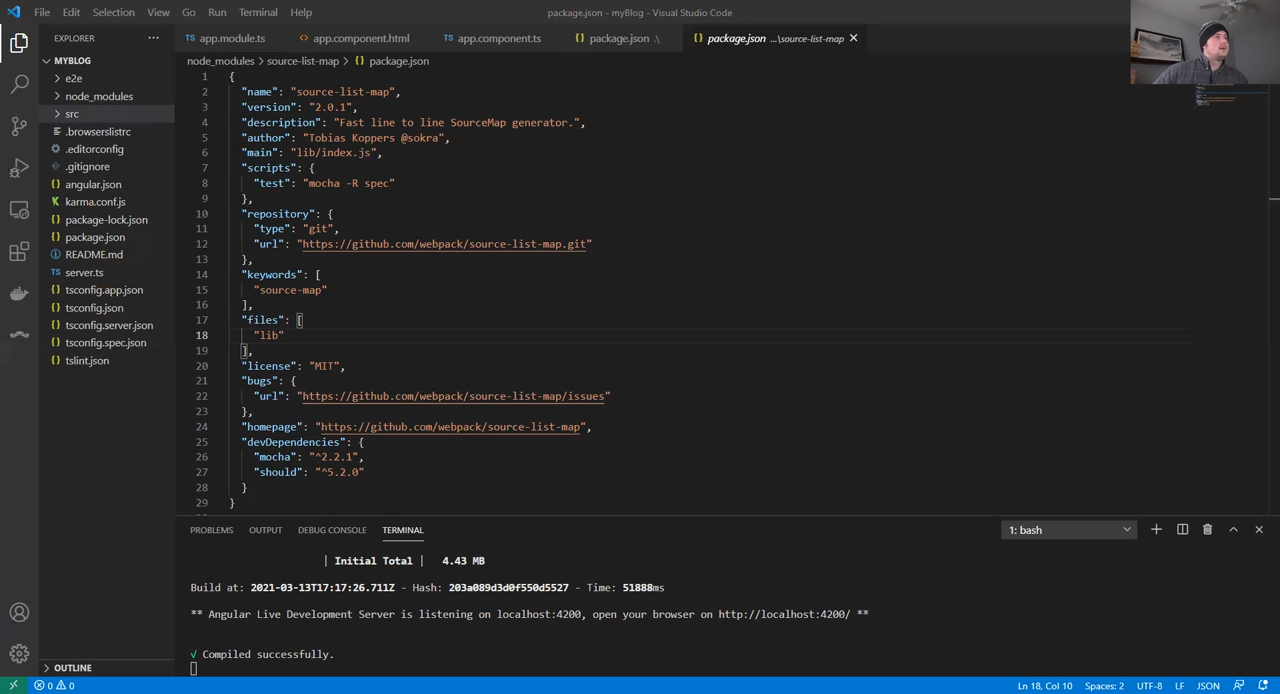 File Edit Selection View Go Run Terminal Help
package.json - myBlog - Visual Studio Code
EXPLORER
MYBLOG
e2e
node_modules
src
.browserslistrc
.editorconfig
.gitignore
angular.json
karma.conf.js
package-lock.json
package.json
README.md
server.ts
tsconfig.app.json
tsconfig.json
tsconfig.server.json
tsconfig.spec.json
tslint.json
OUTLINE
TS app.module.ts <> app.component.html TS app.component.ts {} package.json .\ {} package.json ...\source-list-map
node_modules > source-list-map > {} package.json
1 {
2 "name": "source-list-map",
3 "version": "2.0.1",
4 "description": "Fast line to line SourceMap generator.",
5 "author": "Tobias Koppers @sokra",
6 "main": "lib/index.js",
7 "scripts": {
8 "test": "mocha -R spec"
9 },
10 "repository": {
11 "type": "git",
12 "url": "https://github.com/webpack/source-list-map.git"
13 },
14 "keywords": [
15 "source-map"
16 ],
17 "files": [
18 "lib"
19 ],
20 "license": "MIT",
21 "bugs": {
22 "url": "https://github.com/webpack/source-list-map/issues"
23 },
24 "homepage": "https://github.com/webpack/source-list-map",
25 "devDependencies": {
26 "mocha": "^2.2.1",
27 "should": "^5.2.0"
28 }
29 }
PROBLEMS OUTPUT DEBUG CONSOLE TERMINAL
1: bash
| Initial Total | 4.43 MB
Build at: 2021-03-13T17:17:26.711Z - Hash: 203a089d3d0f550d5527 - Time: 51888ms
** Angular Live Development Server is listening on localhost:4200, open your browser on http://localhost:4200/ **
√ Compiled successfully.
0 0
Ln 18, Col 10 Spaces: 2 UTF-8 LF JSON